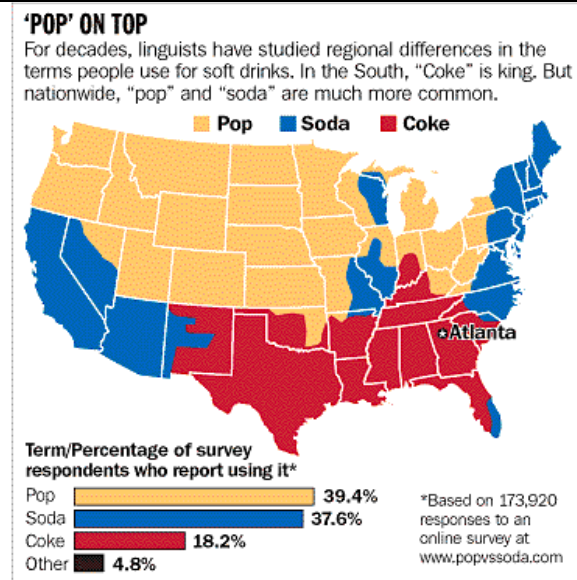 ‘POP’ ON TOP
For decades, linguists have studied regional differences in the
terms people use for soft drinks. In the South, “Coke” is king. But
nationwide, “pop” and “soda” are much more common.
Pop Soda Coke
Atlanta
Term/Percentage of survey
respondents who report using it*
Pop 39.4%
Soda 37.6%
Coke 18.2%
Other 4.8%
*Based on 173,920
responses to an
online survey at
www.popvssoda.com